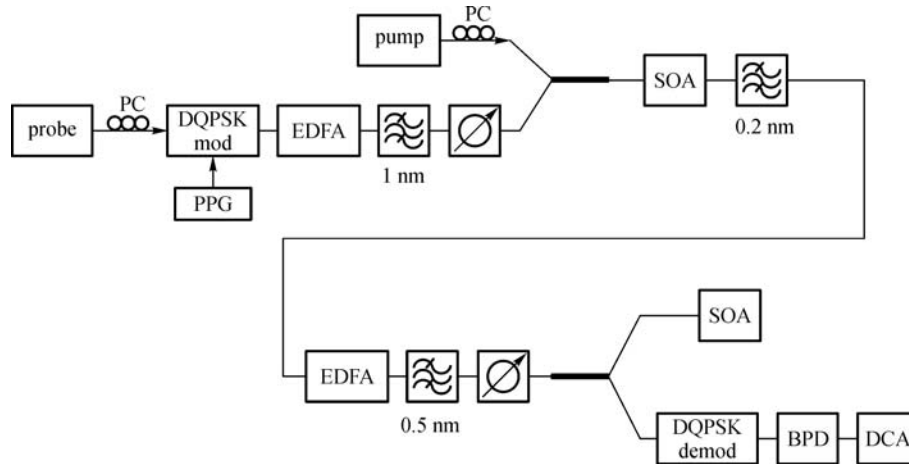 pump
PC
SOA
0.2 nm
probe
PC
DQPSK
mod
EDFA
1 nm
PPG
SOA
EDFA
0.5 nm
DQPSK
demod
BPD
DCA